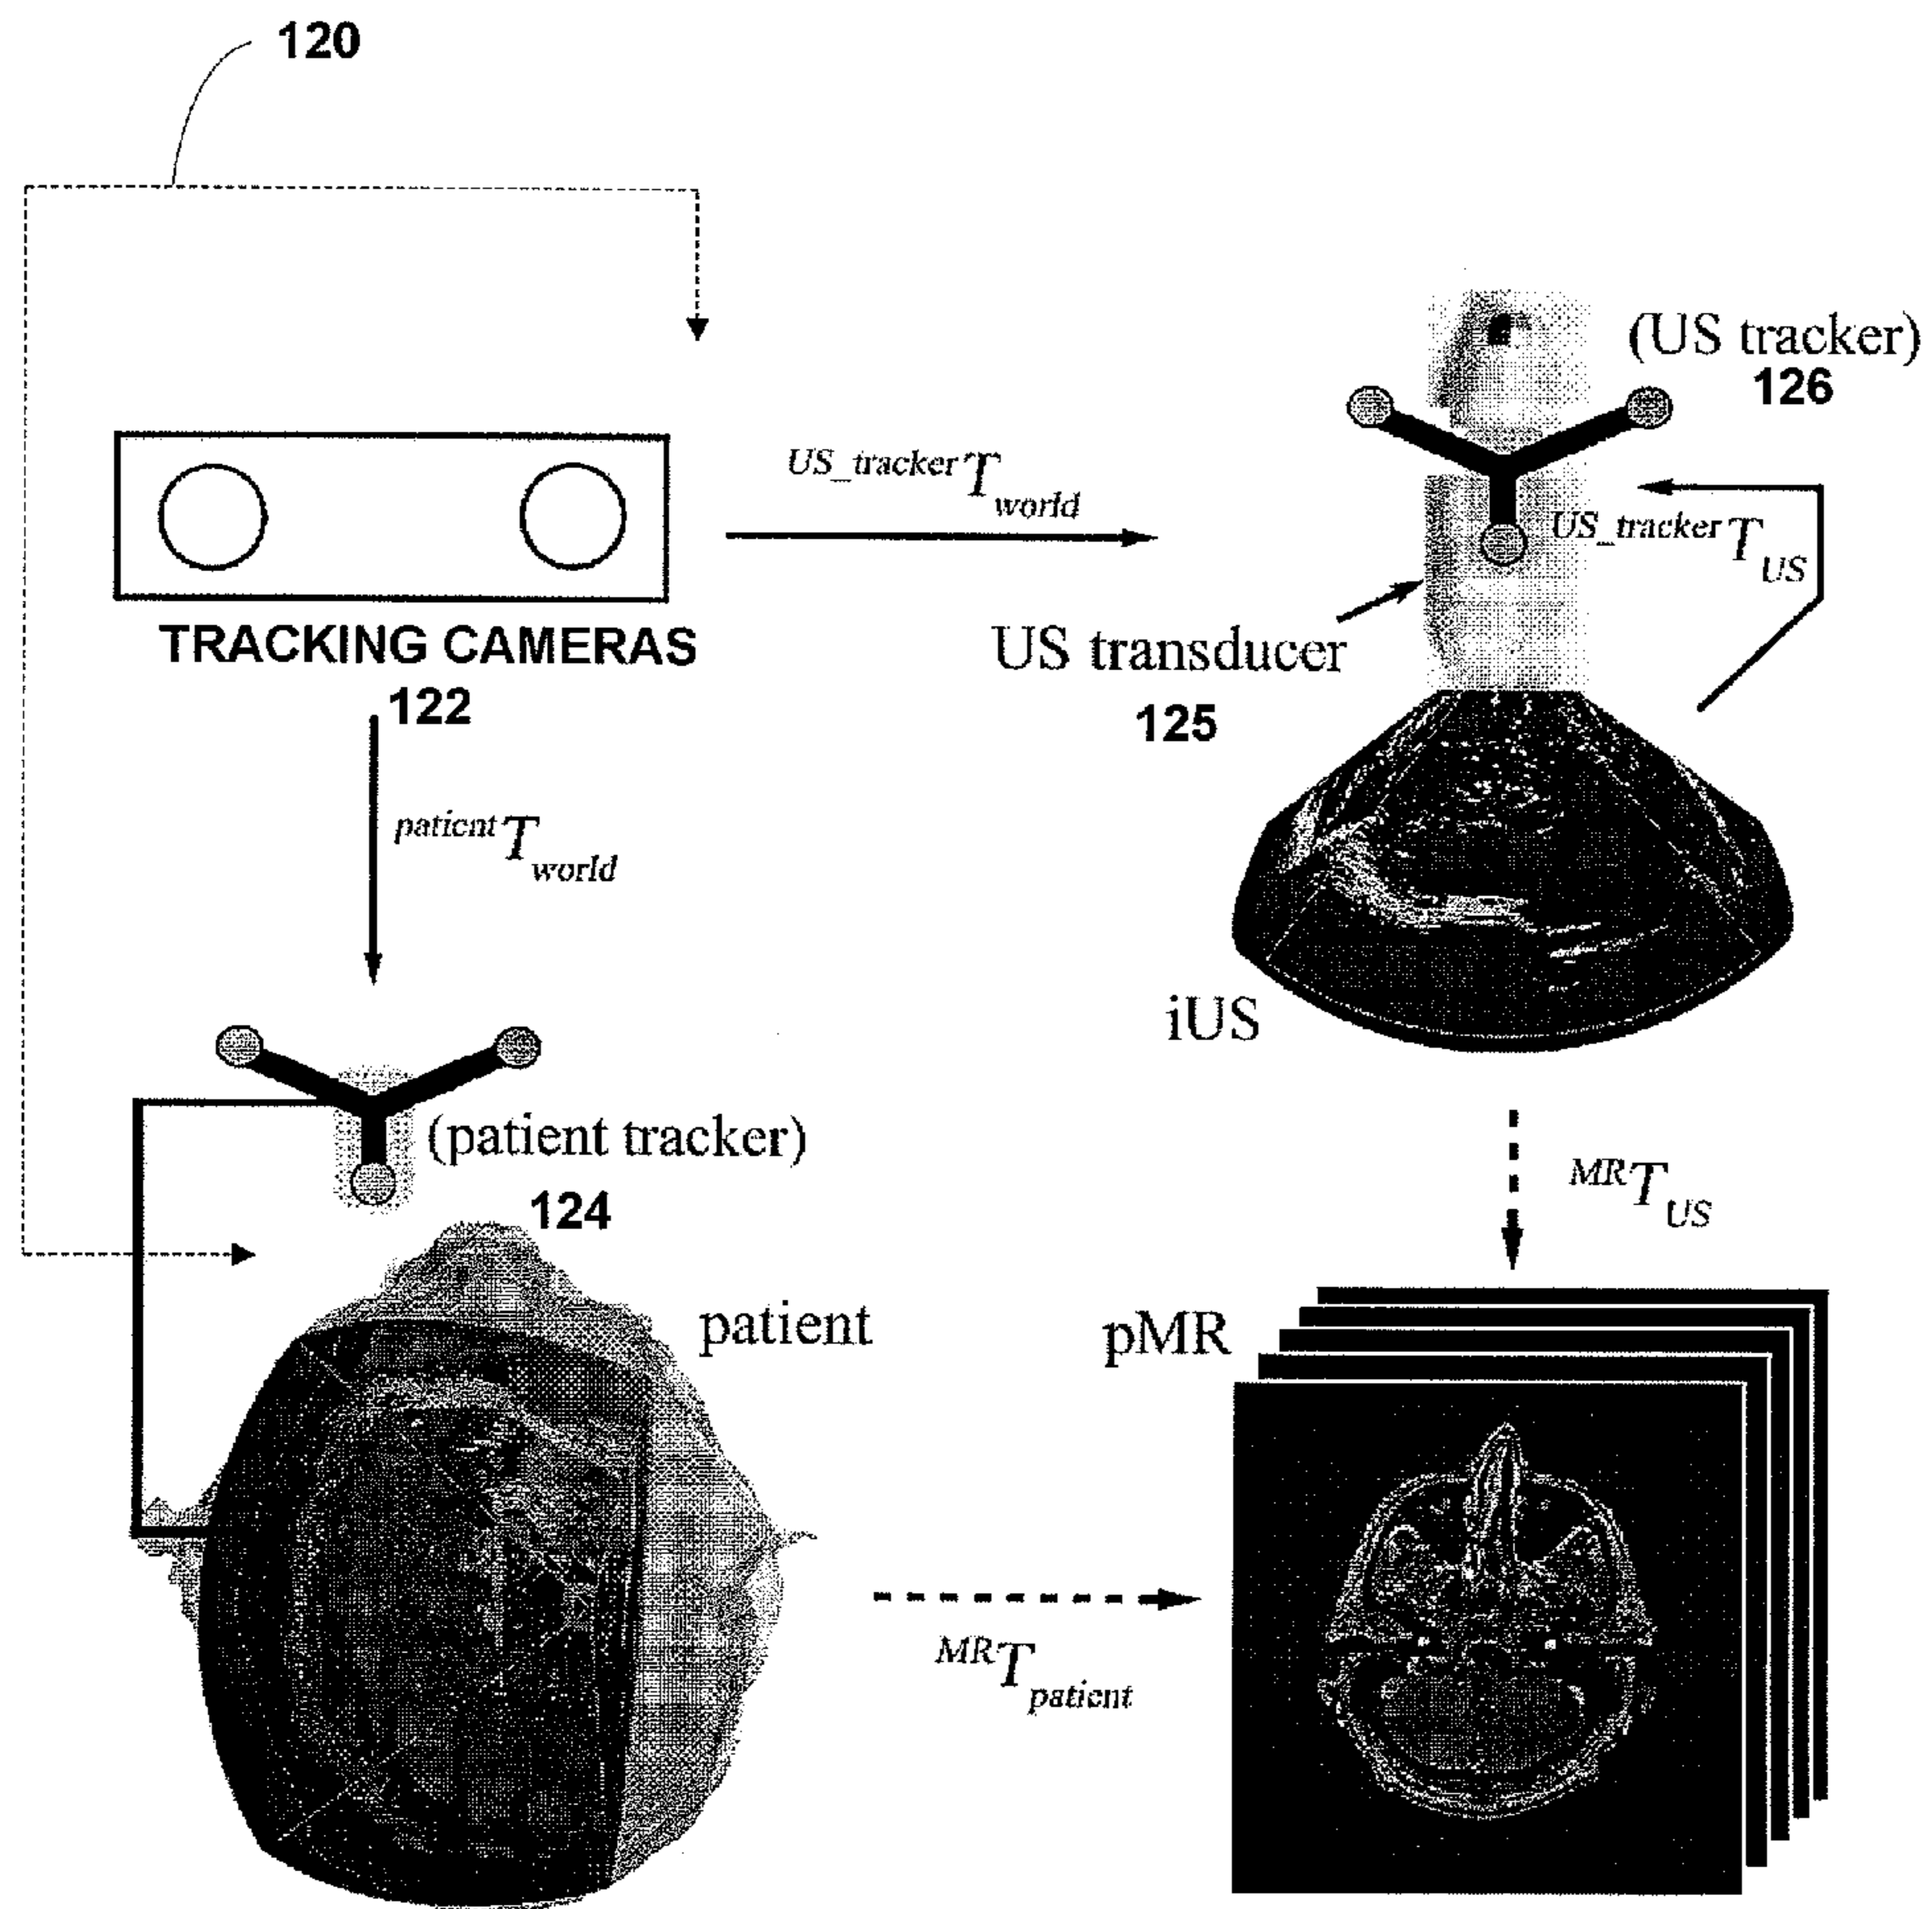 120
(US tracker)
126
US_tracker T world
US_tracker T US
TRACKING CAMERAS
122
US transducer
125
patient T world
iUS
(patient tracker)
124
MR T US
patient
pMR
MR T patient